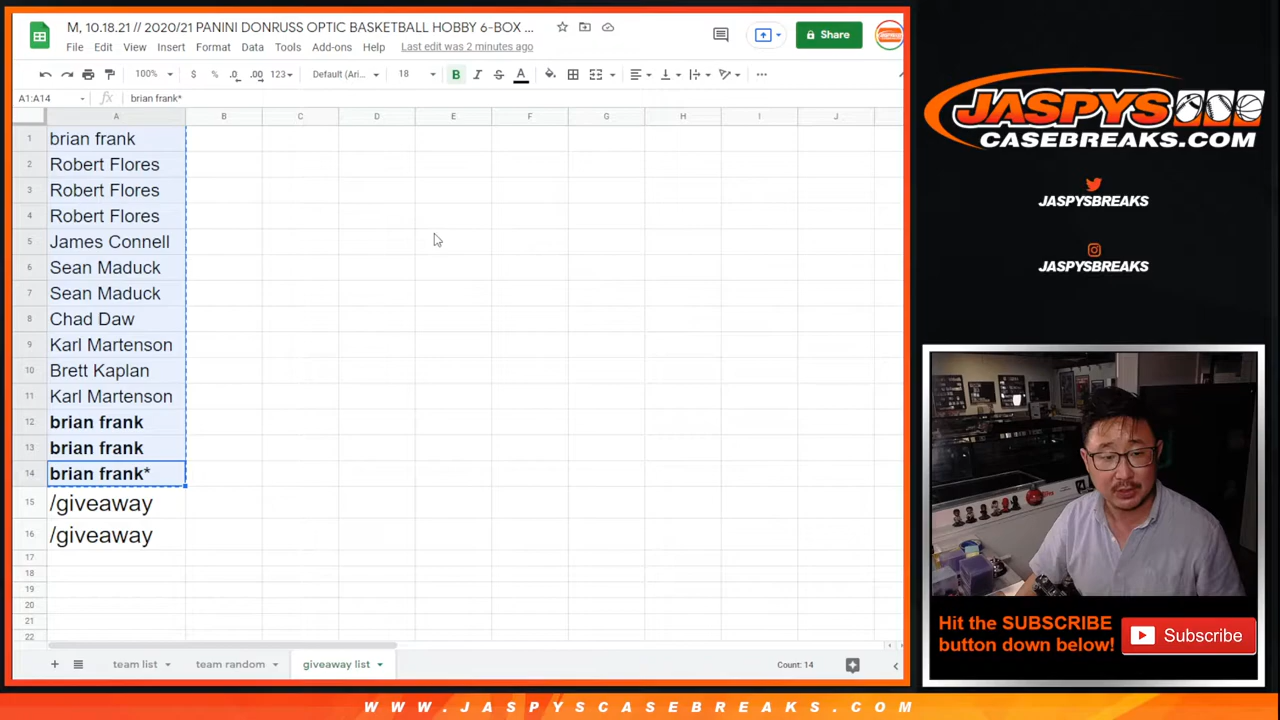 M, 10.18.21 // 2020/21 PANINI DONRUSS OPTIC BASKETBALL HOBBY 6-BOX ...
File Edit View Insert Format Data Tools Add-ons Help Last edit was 2 minutes ago
Share
100% $ % .0 .00 123 Default (Ari... 18 B I S A
A1:A14 fx brian frank*
A B C D E F G H I J
1 brian frank
2 Robert Flores
3 Robert Flores
4 Robert Flores
5 James Connell
6 Sean Maduck
7 Sean Maduck
8 Chad Daw
9 Karl Martenson
10 Brett Kaplan
11 Karl Martenson
12 brian frank
13 brian frank
14 brian frank*
15 /giveaway
16 /giveaway
17
18
19
20
21
22
team list team random giveaway list Count: 14
JASPYS
CASEBREAKS.COM
JASPYSBREAKS
JASPYSBREAKS
Hit the SUBSCRIBE
button down below!
Subscribe
WWW.JASPYSCASEBREAKS.COM